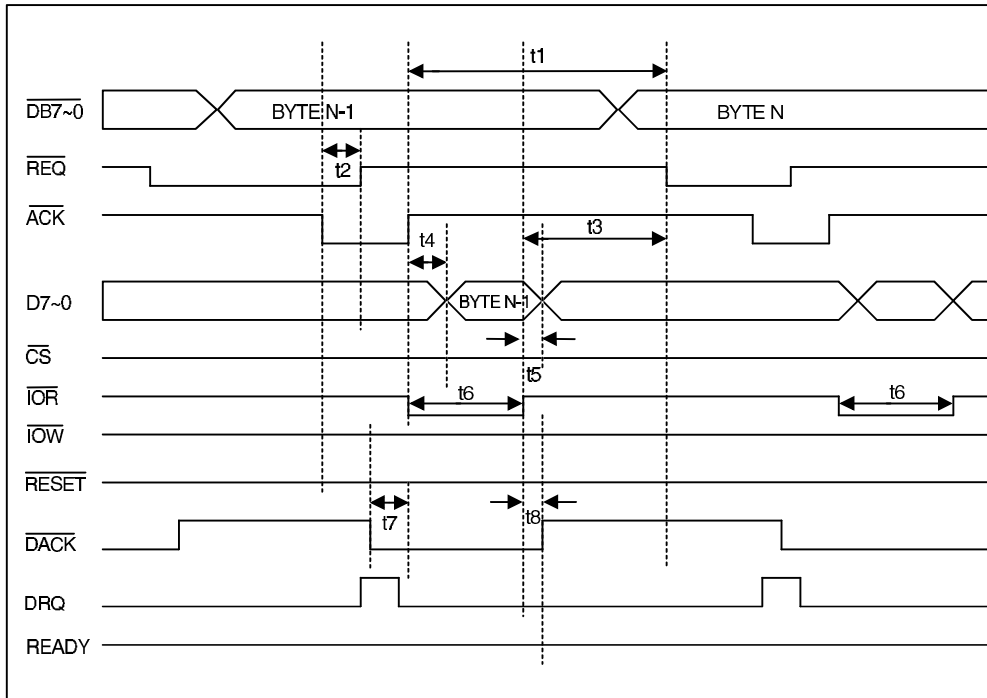 t1
DB7~0 BYTE N-1 BYTE N
REQ t2
ACK t3
t4
D7~0 BYTE N-1
CS
t5
IOR t6 t6
IOW
RESET
t7 t8
DACK
DRQ
READY